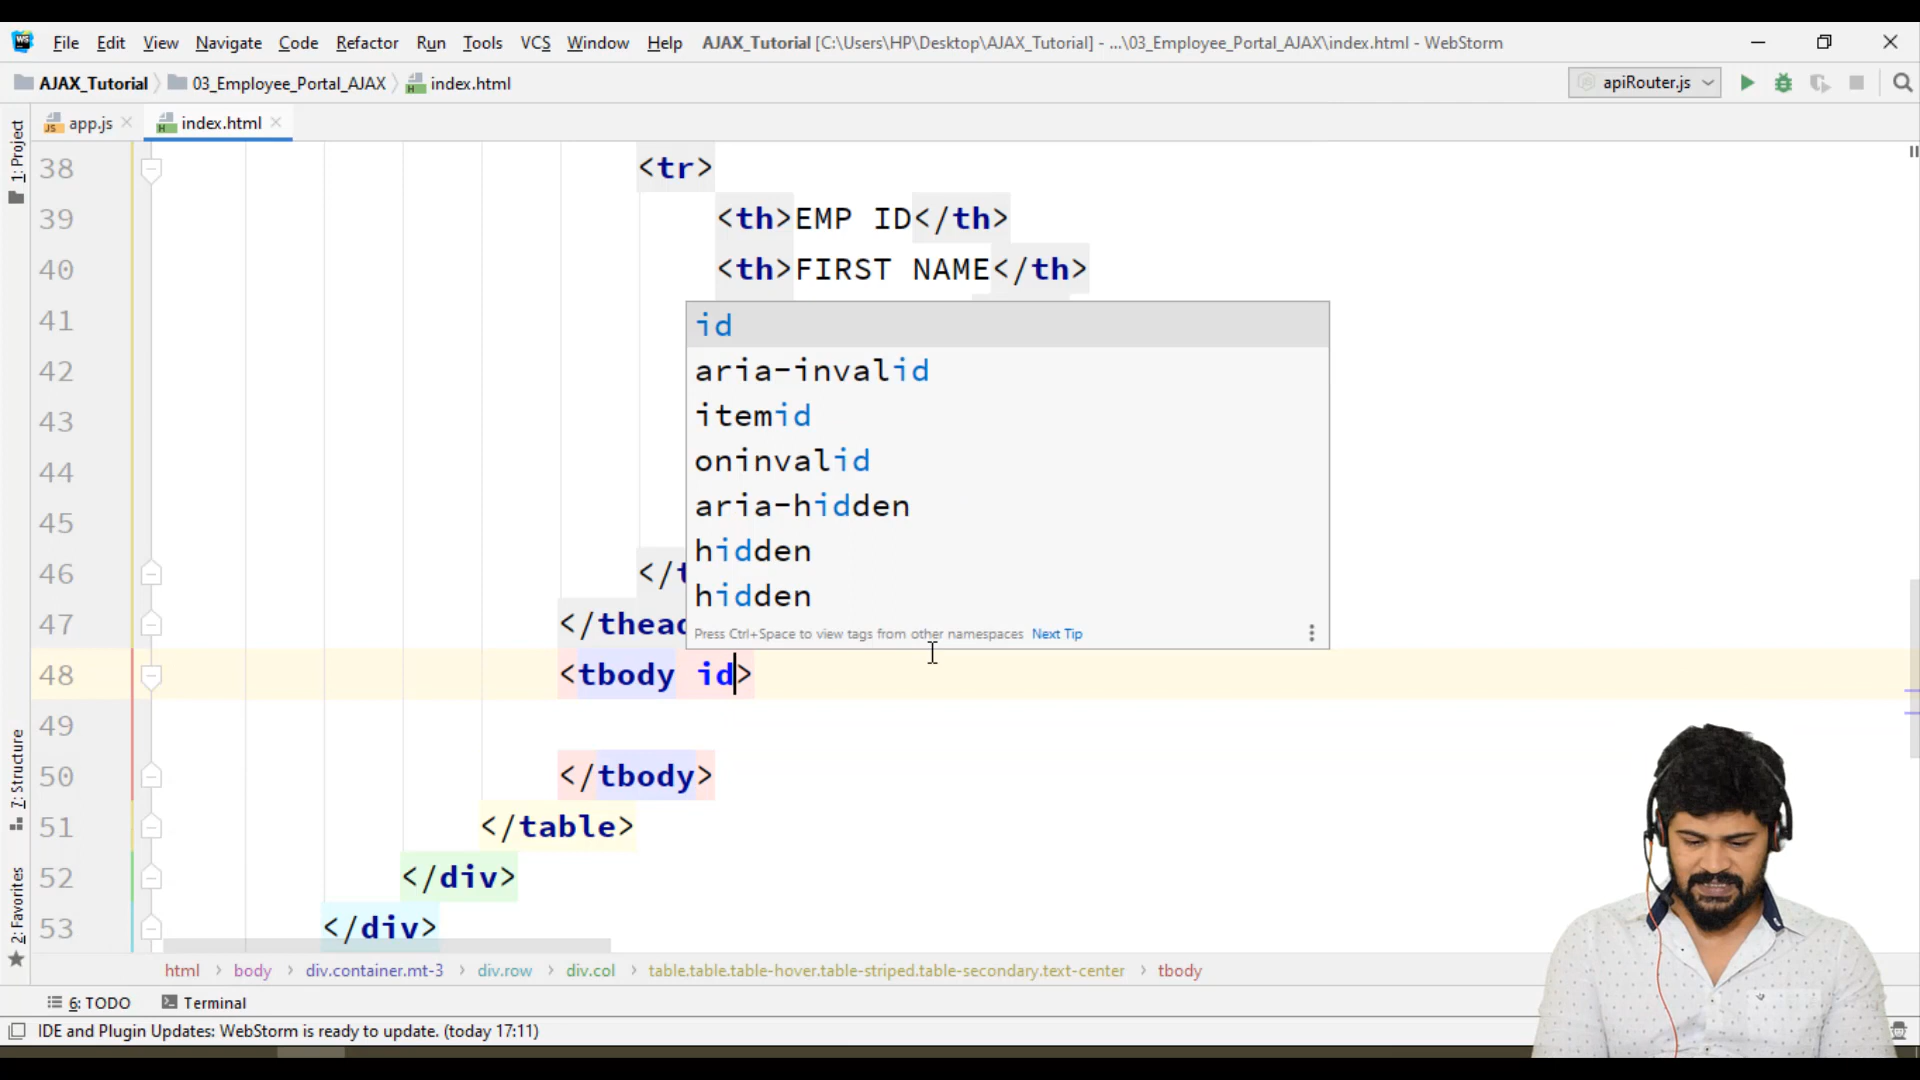 WS File Edit View Navigate Code Refactor Run Tools VCS Window Help AJAX_Tutorial [C:\Users\HP\Desktop\AJAX_Tutorial] - ...\03_Employee_Portal_AJAX\index.html - WebStorm
AJAX_Tutorial 03_Employee_Portal_AJAX index.html apiRouter.js
app.js index.html
1: Project
38 <tr>
39 <th>EMP ID</th>
40 <th>FIRST NAME</th>
41
42
43
44
45
46 </t
47 </thead
48 <tbody id>
49
50 </tbody>
51 </table>
52 </div>
53 </div>
id
aria-invalid
itemid
oninvalid
aria-hidden
hidden
hidden
Press Ctrl+Space to view tags from other namespaces Next Tip
7: Structure
2: Favorites
html body div.container.mt-3 div.row div.col table.table.table-hover.table-striped.table-secondary.text-center tbody
6: TODO Terminal
IDE and Plugin Updates: WebStorm is ready to update. (today 17:11)